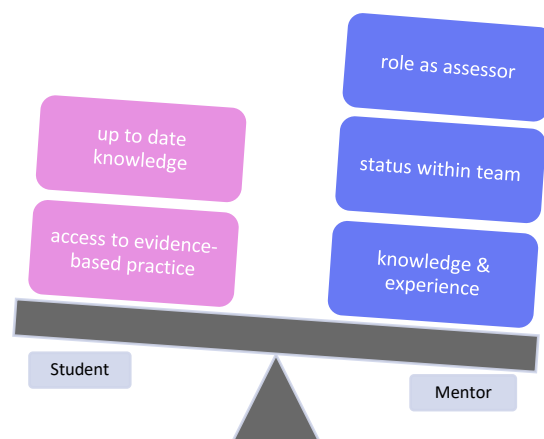 up to date
knowledge
access to evidence-
based practice
Student
role as assessor
status within team
knowledge &
experience
Mentor